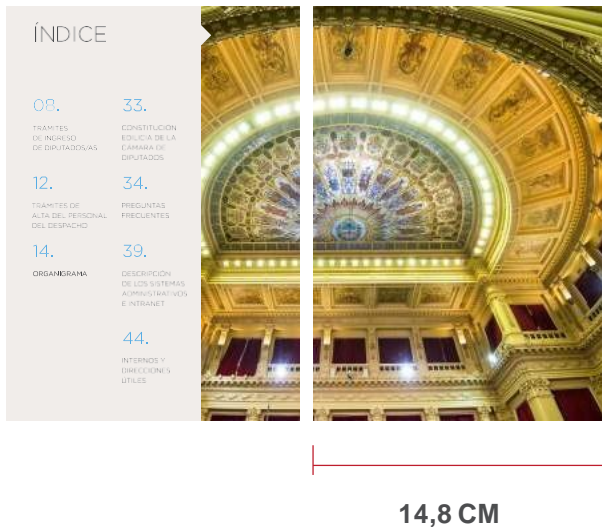 ÍNDICE
08.
TRÁMITES
DE INGRESO
DE DIPUTADOS/AS
12.
TRÁMITES DE
ALTA DEL PERSONAL
DEL DESPACHO
14.
ORGANIGRAMA
33.
CONSTITUCIÓN
EDILICIA DE LA
CÁMARA DE
DIPUTADOS
34.
PREGUNTAS
FRECUENTES
39.
DESCRIPCIÓN
DE LOS SISTEMAS
ADMINISTRATIVOS
E INTRANET
44.
INTERNOS Y
DIRECCIONES
ÚTILES
14,8 CM